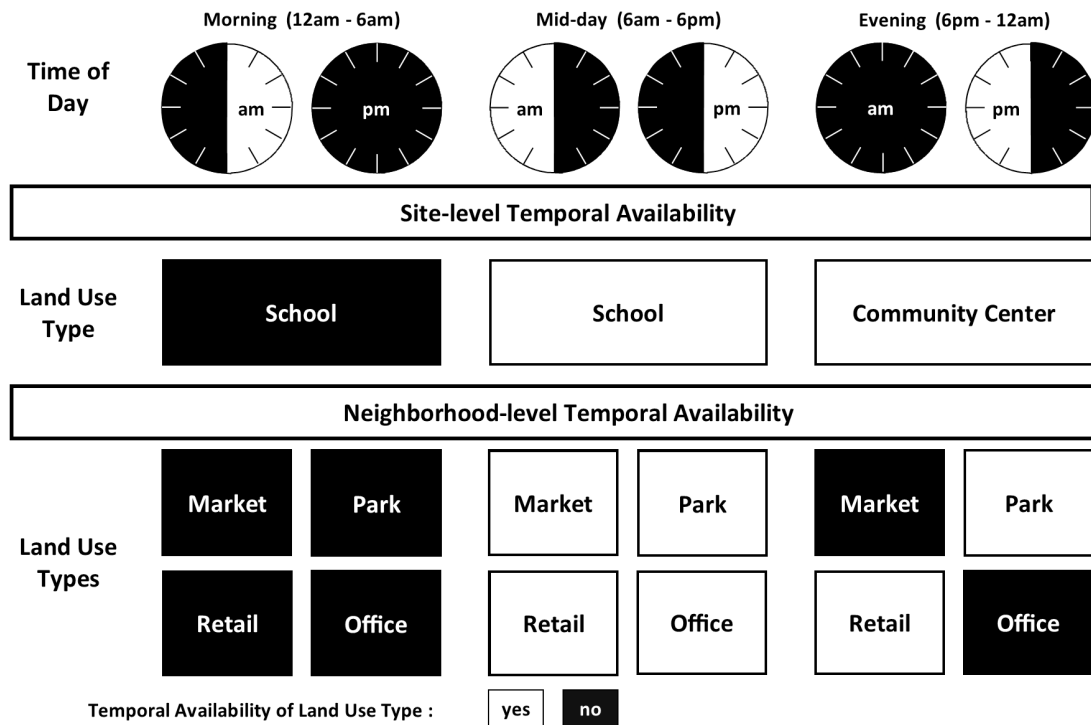 Morning (12am - 6am) Mid-day (6am - 6pm) Evening (6pm - 12am)
Time of
Day
am pm am pm am pm
Site-level Temporal Availability
Land Use
Type
School School Community Center
Neighborhood-level Temporal Availability
Land Use
Types
Market Park Market Park Market Park
Retail Office Retail Office Retail Office
Temporal Availability of Land Use Type : yes no